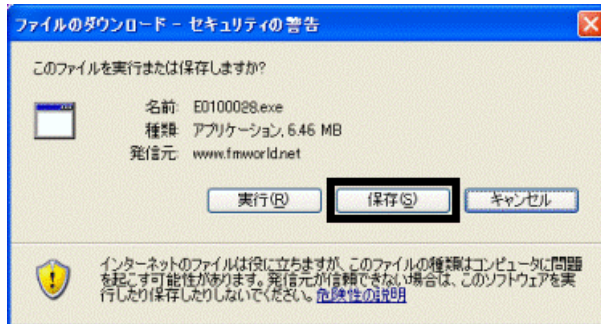 ファイルのダウンロード - セキュリティの警告
このファイルを実行または保存しますか?
名前: E0100028.exe
種類: アプリケーション, 6.46 MB
発信元: www.fmworld.net
実行(R) 保存(S) キャンセル
インターネットのファイルは役に立ちますが、このファイルの種類はコンピュータに問題
を起こす可能性があります。発信元が信頼できない場合は、このソフトウェアを実
行したり保存したりしないでください。危険性の説明